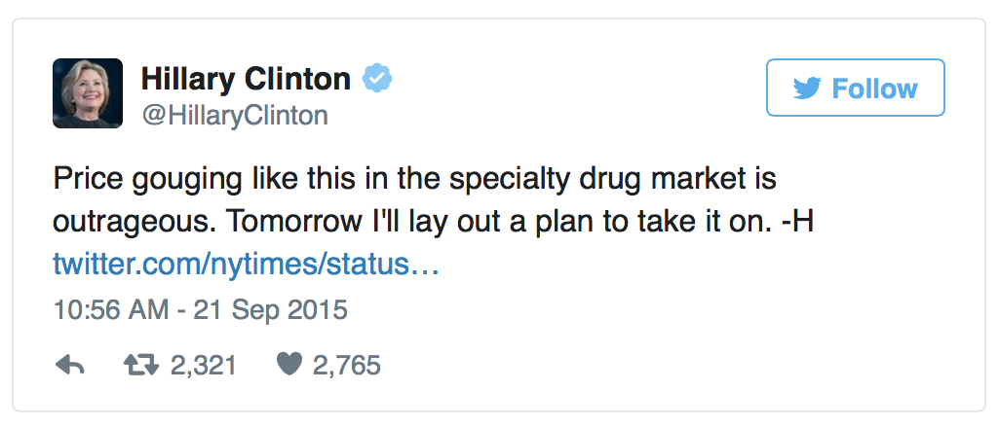 Hillary Clinton
@HillaryClinton
Follow
Price gouging like this in the specialty drug market is
outrageous. Tomorrow I'll lay out a plan to take it on. -H
twitter.com/nytimes/status…
10:56 AM - 21 Sep 2015
2,321 2,765